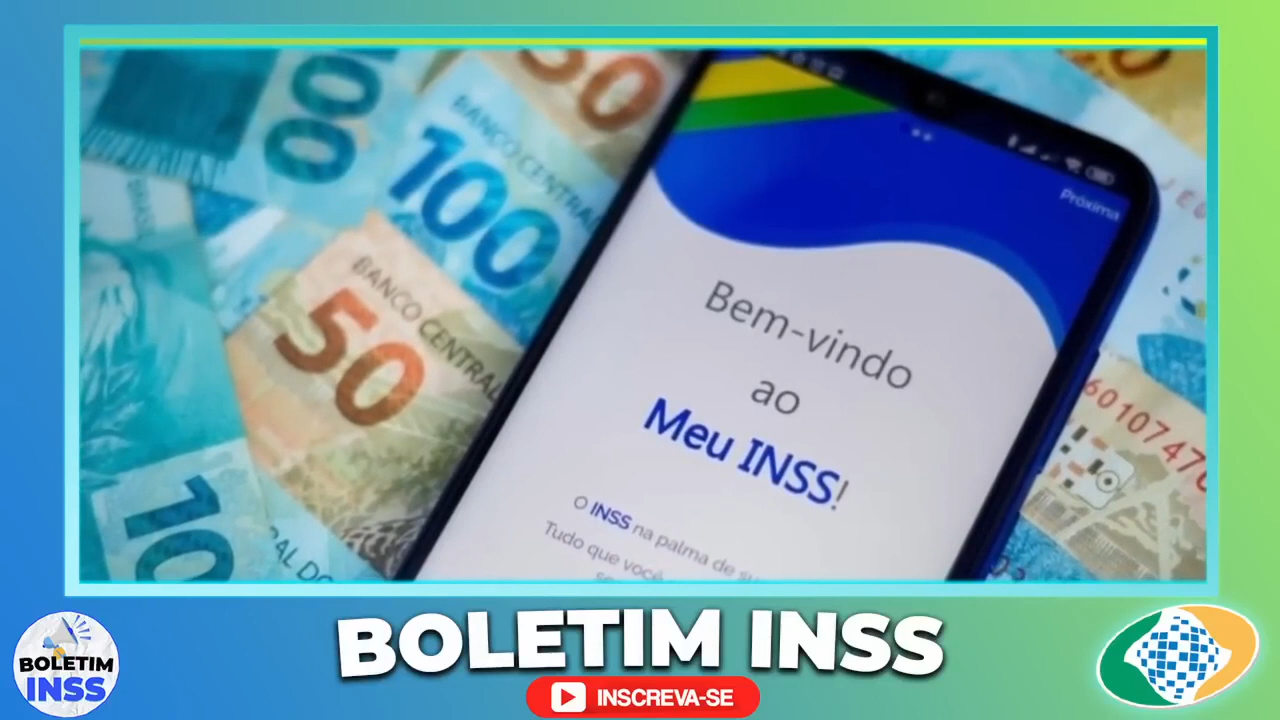 50
100
BANCO CENTRAL
100
Próxima
BANCO CENTRAL
50
Bem-vindo
ao
Meu INSS!
O INSS na palma de
Tudo que você
BOLETIM INSS
INSCREVA-SE
BOLETIM
INSS